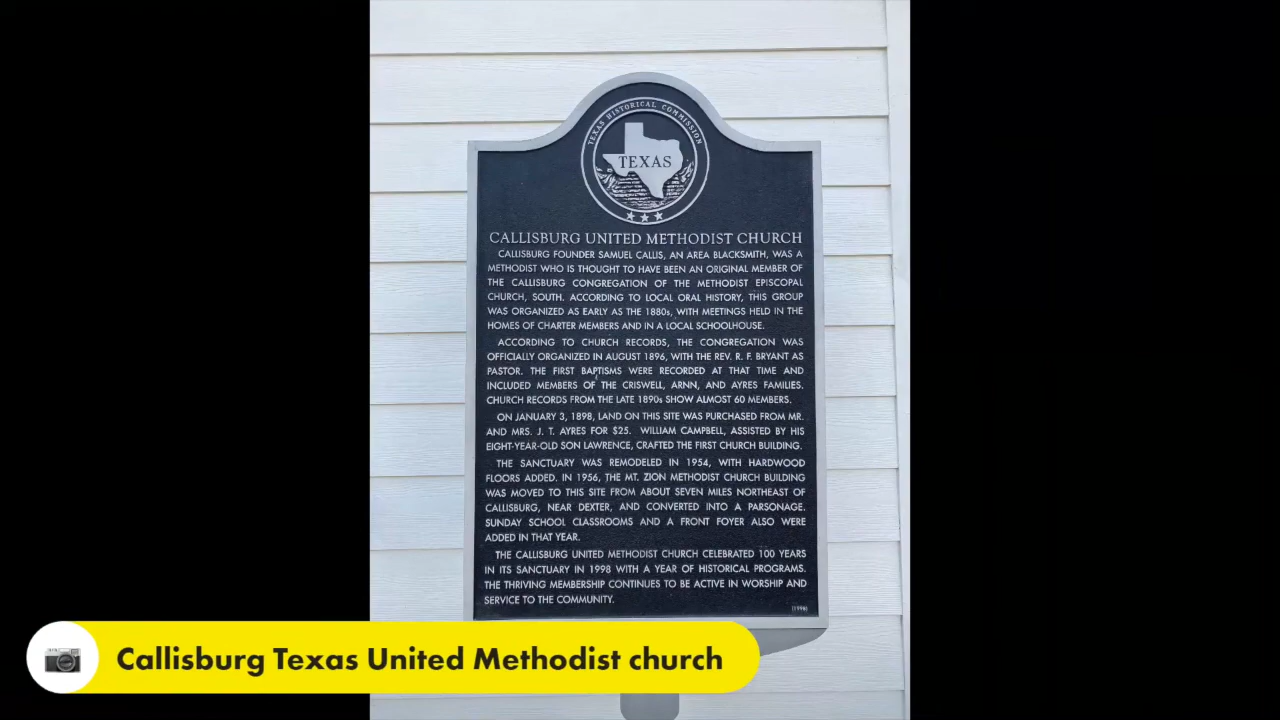 TEXAS HISTORICAL COMMISSION
TEXAS
CALLISBURG UNITED METHODIST CHURCH
CALLISBURG FOUNDER SAMUEL CALLIS, AN AREA BLACKSMITH, WAS A
METHODIST WHO IS THOUGHT TO HAVE BEEN AN ORIGINAL MEMBER OF
THE CALLISBURG CONGREGATION OF THE METHODIST EPISCOPAL
CHURCH, SOUTH. ACCORDING TO LOCAL ORAL HISTORY, THIS GROUP
WAS ORGANIZED AS EARLY AS THE 1880s, WITH MEETINGS HELD IN THE
HOMES OF CHARTER MEMBERS AND IN A LOCAL SCHOOLHOUSE.
ACCORDING TO CHURCH RECORDS, THE CONGREGATION WAS
OFFICIALLY ORGANIZED IN AUGUST 1896, WITH THE REV. R. F. BRYANT AS
PASTOR. THE FIRST BAPTISMS WERE RECORDED AT THAT TIME AND
INCLUDED MEMBERS OF THE CRISWELL, ARNN, AND AYRES FAMILIES.
CHURCH RECORDS FROM THE LATE 1890s SHOW ALMOST 60 MEMBERS.
ON JANUARY 3, 1898, LAND ON THIS SITE WAS PURCHASED FROM MR.
AND MRS. J. T. AYRES FOR $25. WILLIAM CAMPBELL, ASSISTED BY HIS
EIGHT-YEAR-OLD SON LAWRENCE, CRAFTED THE FIRST CHURCH BUILDING.
THE SANCTUARY WAS REMODELED IN 1954, WITH HARDWOOD
FLOORS ADDED. IN 1956, THE MT. ZION METHODIST CHURCH BUILDING
WAS MOVED TO THIS SITE FROM ABOUT SEVEN MILES NORTHEAST OF
CALLISBURG, NEAR DEXTER, AND CONVERTED INTO A PARSONAGE.
SUNDAY SCHOOL CLASSROOMS AND A FRONT FOYER ALSO WERE
ADDED IN THAT YEAR.
THE CALLISBURG UNITED METHODIST CHURCH CELEBRATED 100 YEARS
IN ITS SANCTUARY IN 1998 WITH A YEAR OF HISTORICAL PROGRAMS.
THE THRIVING MEMBERSHIP CONTINUES TO BE ACTIVE IN WORSHIP AND
SERVICE TO THE COMMUNITY.
Callisburg Texas United Methodist church